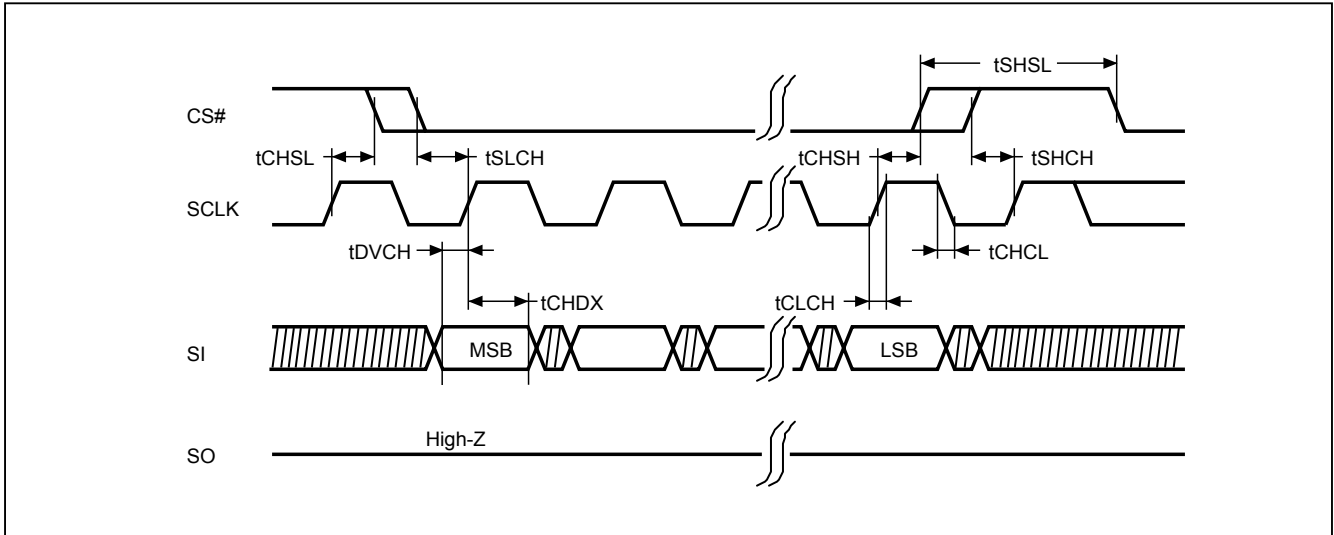 tSHSL
CS#
tCHSL
tSLCH
tCHSH
tSHCH
SCLK
tDVCH
tCHCL
tCHDX
tCLCH
SI
MSB
LSB
High-Z
SO